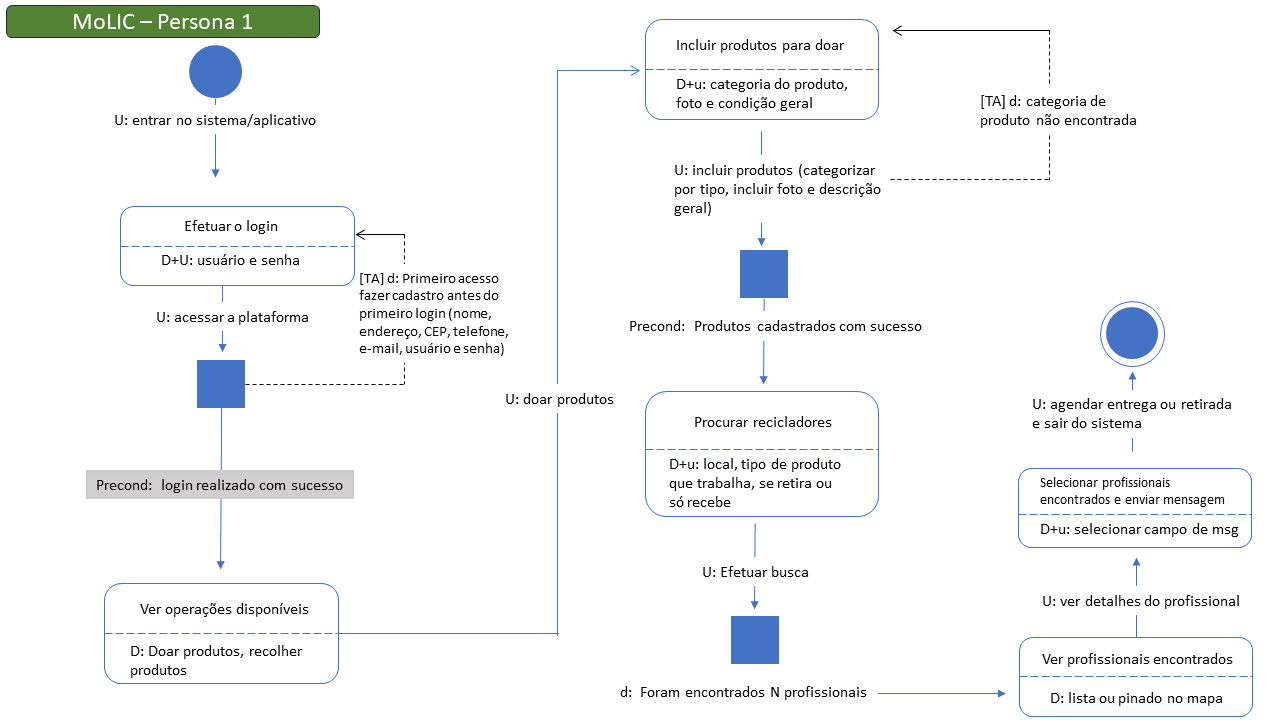 MoLIC – Persona 1
U: entrar no sistema/aplicativo
Efetuar o login
D+U: usuário e senha
U: acessar a plataforma
[TA] d: Primeiro acesso
fazer cadastro antes do
primeiro login (nome,
endereço, CEP, telefone,
e-mail, usuário e senha)
Precond: login realizado com sucesso
Ver operações disponíveis
D: Doar produtos, recolher
produtos
U: doar produtos
Incluir produtos para doar
D+u: categoria do produto,
foto e condição geral
[TA] d: categoria de
produto não encontrada
U: incluir produtos (categorizar
por tipo, incluir foto e descrição
geral)
Precond: Produtos cadastrados com sucesso
Procurar recicladores
D+u: local, tipo de produto
que trabalha, se retira ou
só recebe
U: Efetuar busca
d: Foram encontrados N profissionais
Ver profissionais encontrados
D: lista ou pinado no mapa
U: ver detalhes do profissional
Selecionar profissionais
encontrados e enviar mensagem
D+u: selecionar campo de msg
U: agendar entrega ou retirada
e sair do sistema